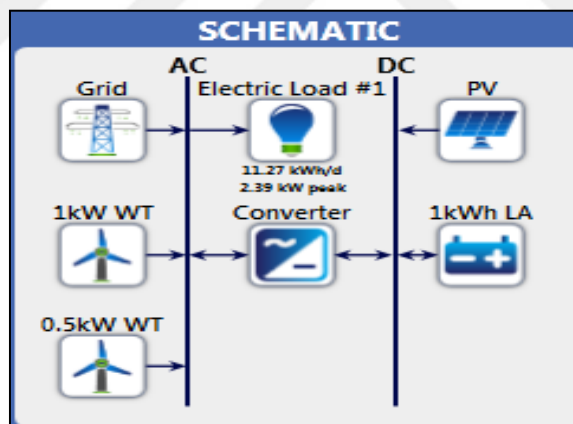 SCHEMATIC
AC DC
Grid Electric Load #1 PV
11.27 kWh/d
2.39 kW peak
1kW WT Converter 1kWh LA
0.5kW WT